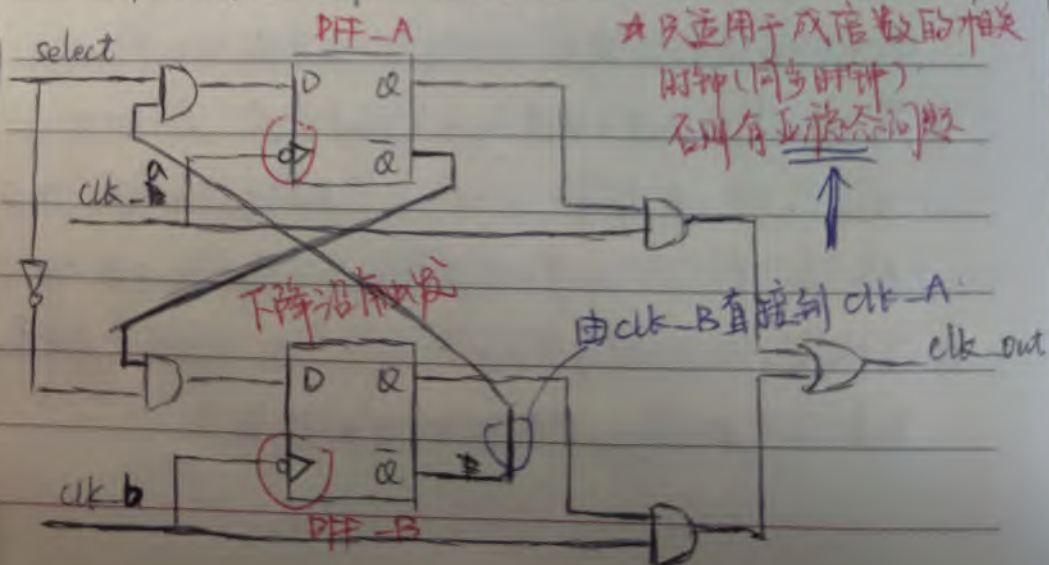 select
DFF_A
☆只适用于成倍数的相关
时钟(同步时钟)
否则有亚稳态问题
D Q
Q̅
clk_a
下降沿触发
由clk_B直接到clk_A
clk_out
D Q
Q̅
clk_b
DFF_B